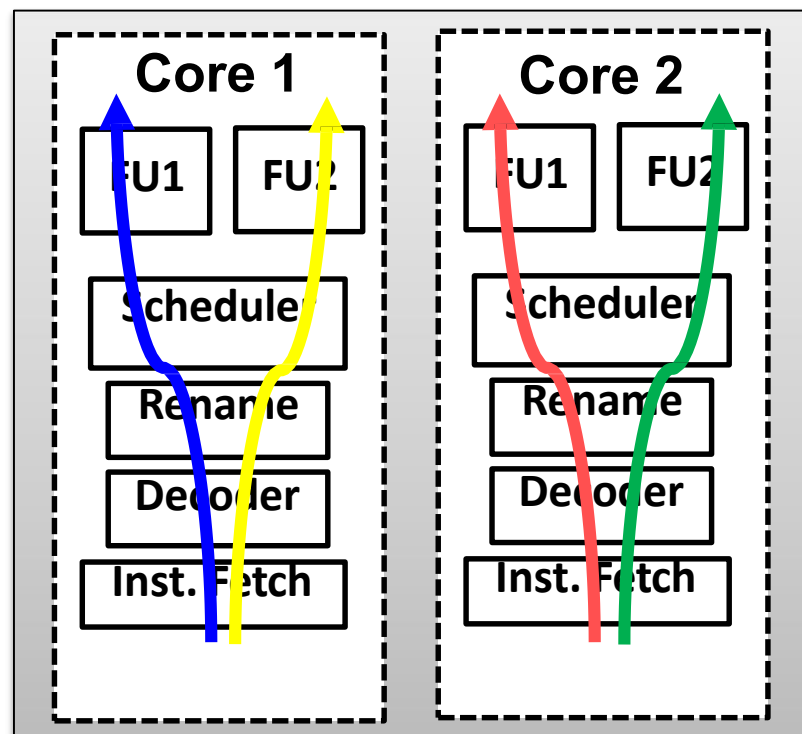 Core 1
FU1
FU2
Scheduler
Rename
Decoder
Inst. Fetch
Core 2
FU1
FU2
Scheduler
Rename
Decoder
Inst. Fetch